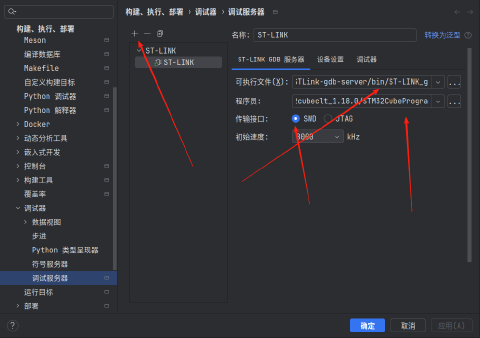 构建、执行、部署 › 调试器 › 调试服务器
构建、执行、部署
Meson
编译数据库
Makefile
自定义构建目标
Python 调试器
Python 解释器
Docker
动态分析工具
嵌入式开发
控制台
构建工具
覆盖率
调试器
数据视图
步进
Python 类型呈现器
符号服务器
调试服务器
运行目标
部署
ST-LINK
ST-LINK
名称: ST-LINK
转换为泛型
ST-LINK GDB 服务器 设备设置 调试器
可执行文件(X): STLink-gdb-server/bin/ST-LINK_g
程序员: cubeclt_1.18.0/STM32CubeProgra
传输接口: SWD JTAG
初始速度: 8000 kHz
确定 取消 应用(A)